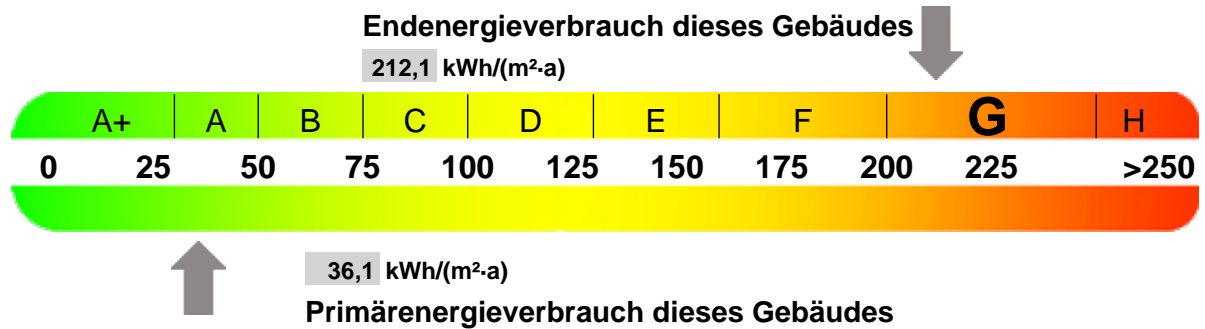 Endenergieverbrauch dieses Gebäudes
212,1 kWh/(m²·a)
A+ A B C D E F G H
0 25 50 75 100 125 150 175 200 225 >250
36,1 kWh/(m²·a)
Primärenergieverbrauch dieses Gebäudes